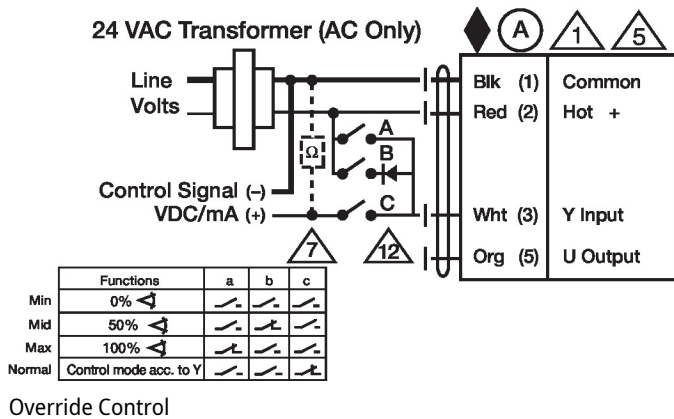 24 VAC Transformer (AC Only)
A
1
5
Line
Volts
Blk (1) Common
Red (2) Hot +
A
B
Ω
Control Signal (–)
C
VDC/mA (+)
Wht (3) Y Input
7
12
Org (5) U Output
Functions a b c
Min 0%
Mid 50%
Max 100%
Normal Control mode acc. to Y
Override Control